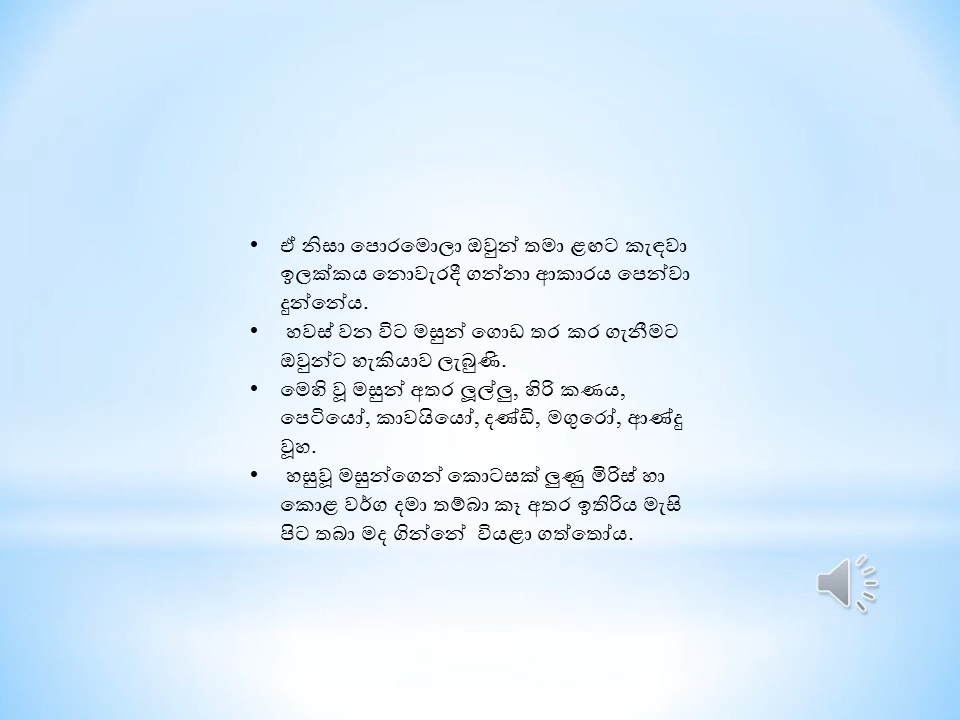 • ඒ නිසා පොරමොලා ඔවුන් තමා ළඟට කැඳවා
ඉලක්කය නොවැරදී ගන්නා ආකාරය පෙන්වා
දුන්නේය.
• හවස් වන විට මසුන් ගොඩ තර කර ගැනීමට
ඔවුන්ට හැකියාව ලැබුණි.
• මෙහි වූ මසුන් අතර ලූල්ලු, හිරි කණය,
පෙටියෝ, කාවයියෝ, දණ්ඩි, මගුරෝ, ආණ්දු
වූහ.
• හසුවූ මසුන්ගෙන් කොටසක් ලුණු මිරිස් හා
කොළ වර්ග දමා තම්බා කෑ අතර ඉතිරිය මැසි
පිට තබා මද ගින්නේ වියළා ගත්තෝය.